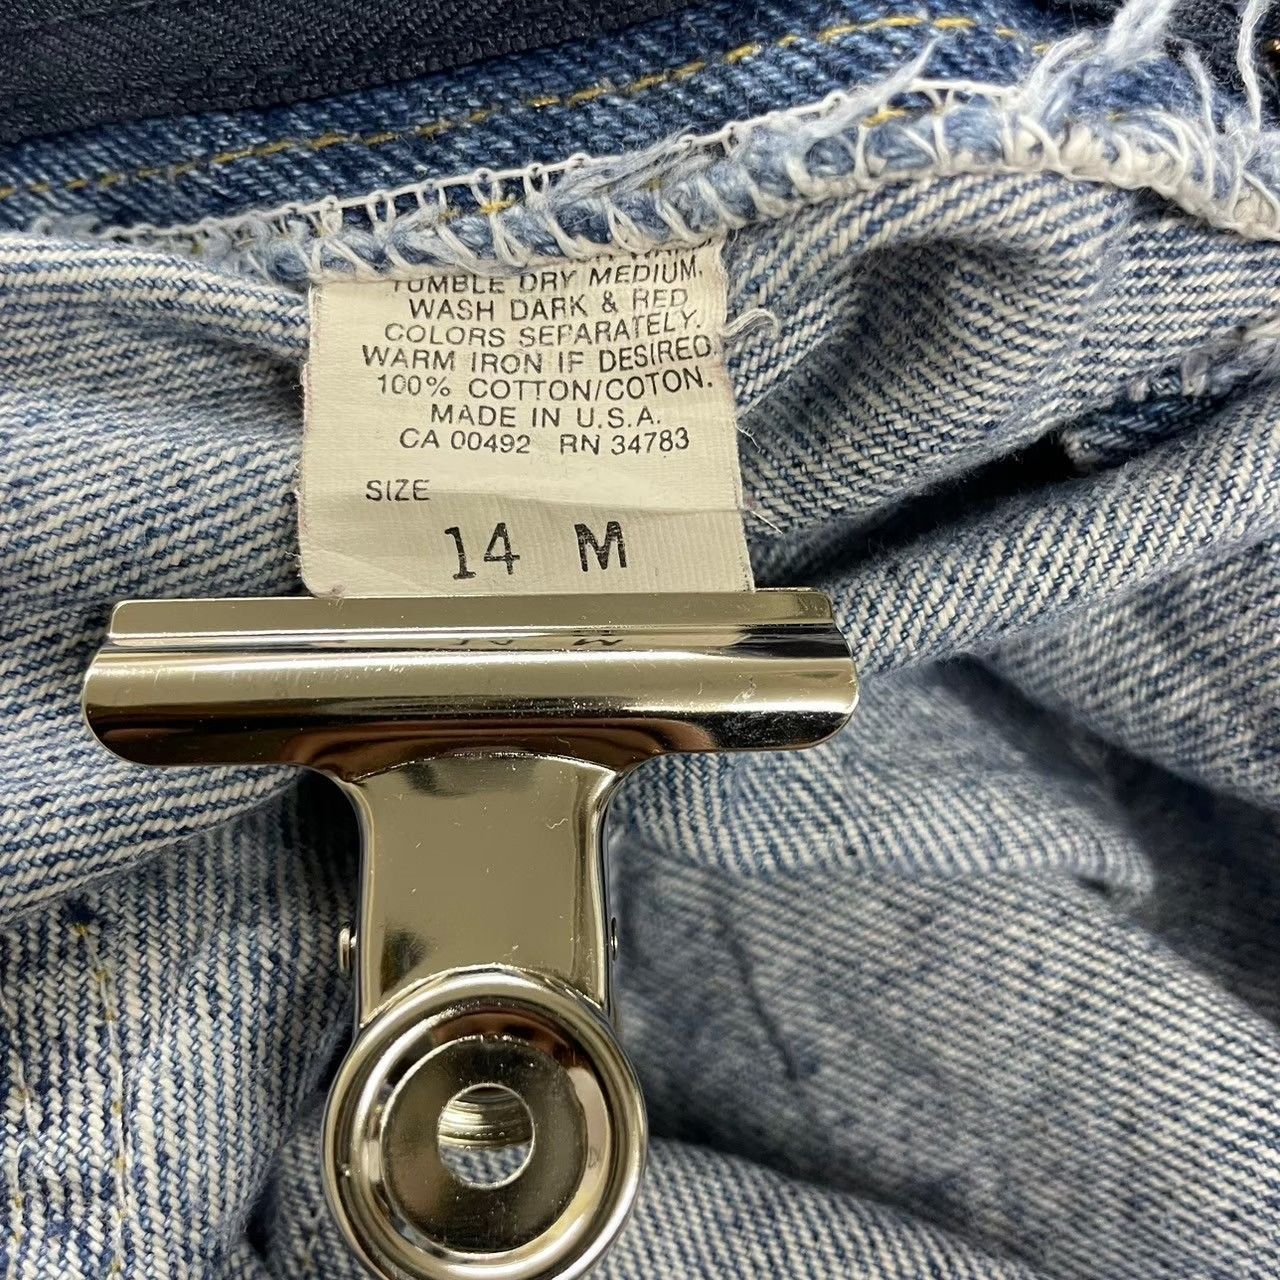 TUMBLE DRY MEDIUM.
WASH DARK & RED
COLORS SEPARATELY.
WARM IRON IF DESIRED.
100% COTTON/COTON.
MADE IN U.S.A.
CA 00492 RN 34783
SIZE
14 M